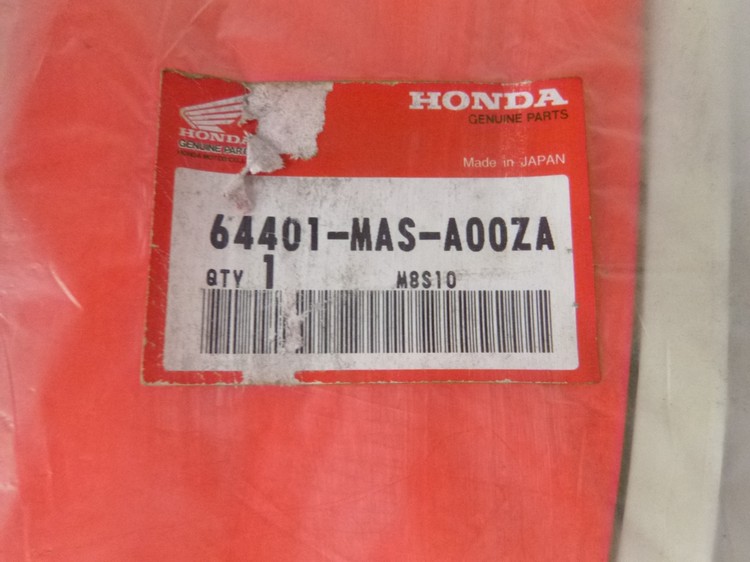 HONDA
GENUINE PARTS
HONDA
GENUINE PARTS
Made in JAPAN
64401-MAS-A00ZA
QTY 1 M8S10